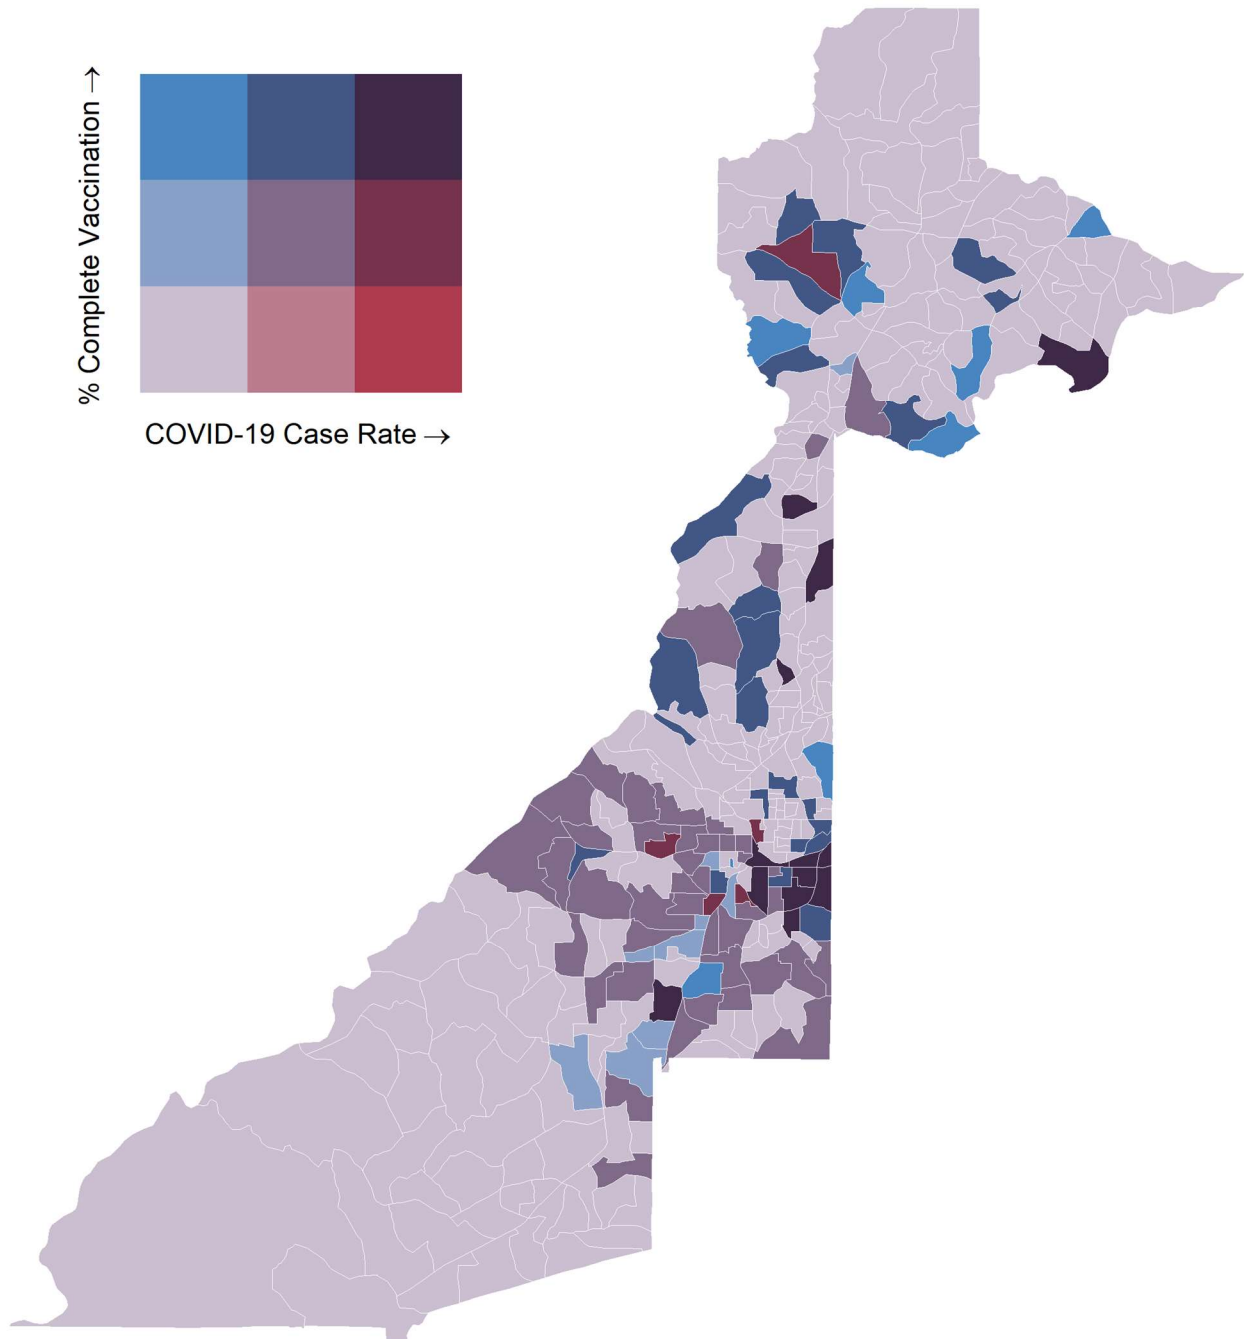 % Complete Vaccination →
COVID-19 Case Rate →